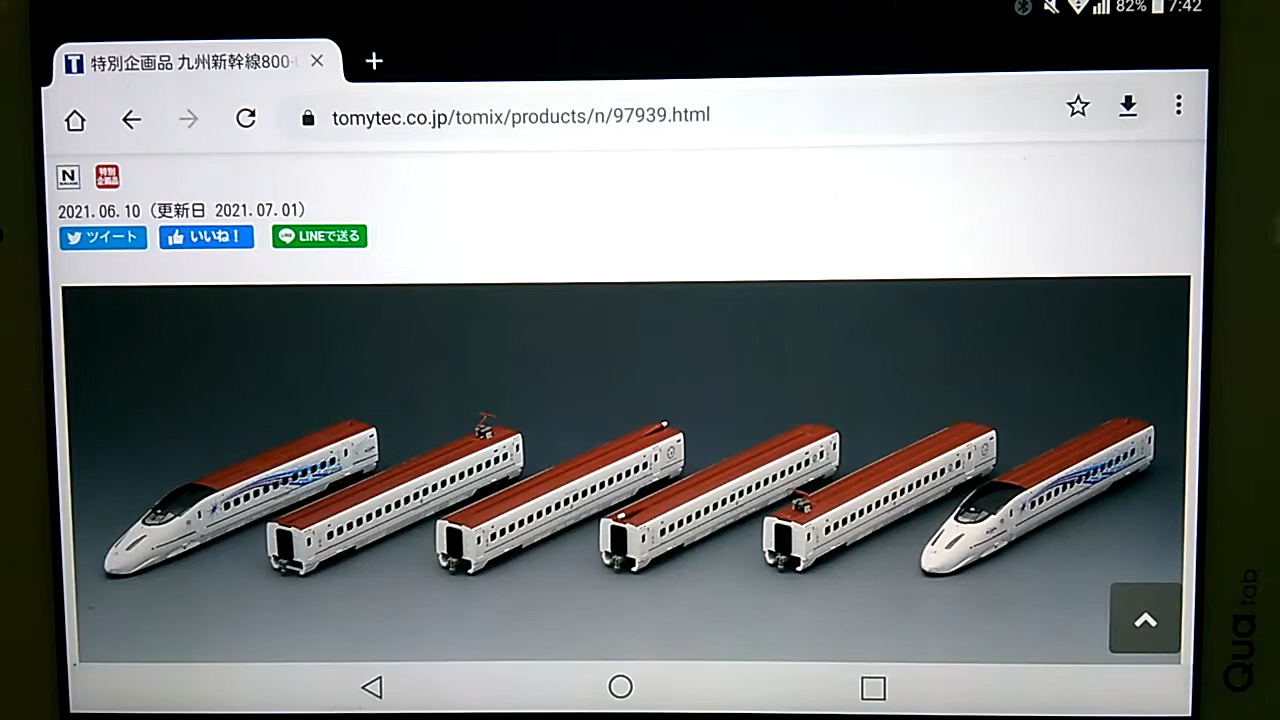 82% 7:42
特別企画品 九州新幹線800-
tomytec.co.jp/tomix/products/n/97939.html
N 特別企画品
2021.06.10 (更新日 2021.07.01)
ツイート いいね! LINEで送る
Qua tab